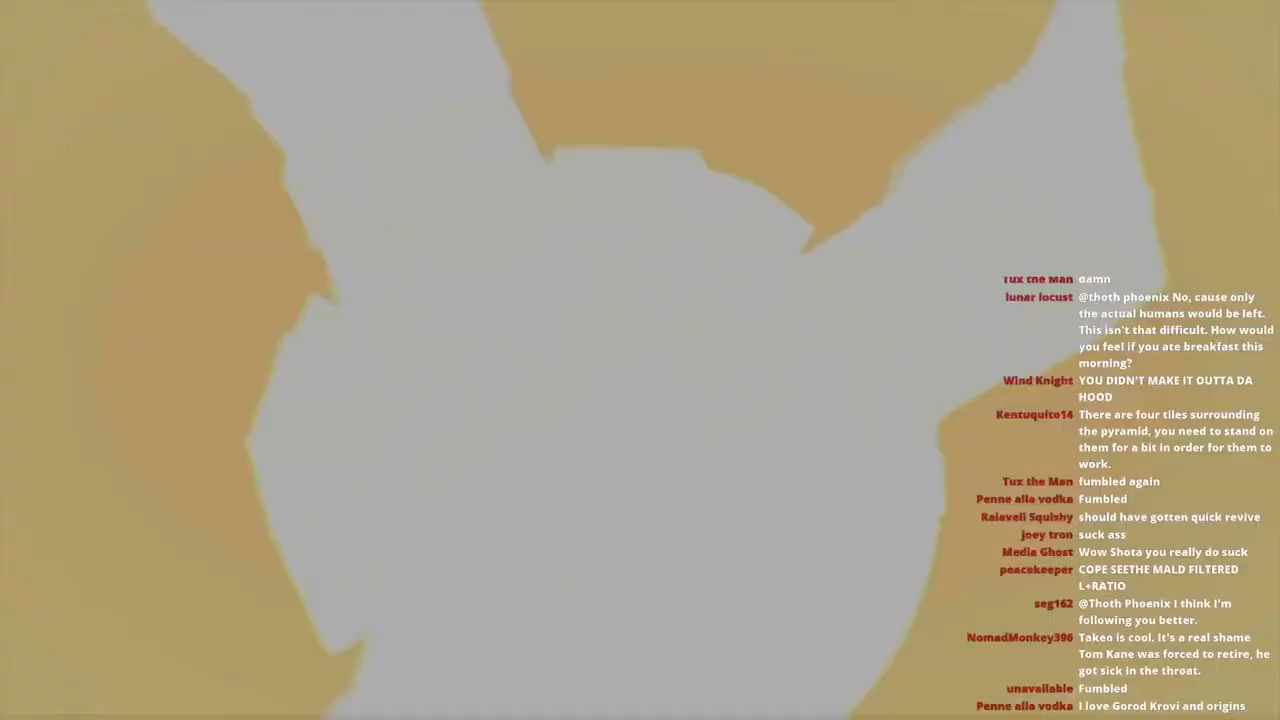 Tux the Man damn
lunar locust @thoth phoenix No, cause only
the actual humans would be left.
This isn't that difficult. How would
you feel if you ate breakfast this
morning?
Wind Knight YOU DIDN'T MAKE IT OUTTA DA
HOOD
Kentuquito14 There are four tiles surrounding
the pyramid, you need to stand on
them for a bit in order for them to
work.
Tux the Man fumbled again
Penne alla vodka Fumbled
Raiaveli Squishy should have gotten quick revive
joey tron suck ass
Media Ghost Wow Shota you really do suck
peacekeeper COPE SEETHE MALD FILTERED
L+RATIO
seg162 @Thoth Phoenix I think I'm
following you better.
NomadMonkey396 Takeo is cool. It's a real shame
Tom Kane was forced to retire, he
got sick in the throat.
unavailable Fumbled
Penne alla vodka I love Gorod Krovi and origins